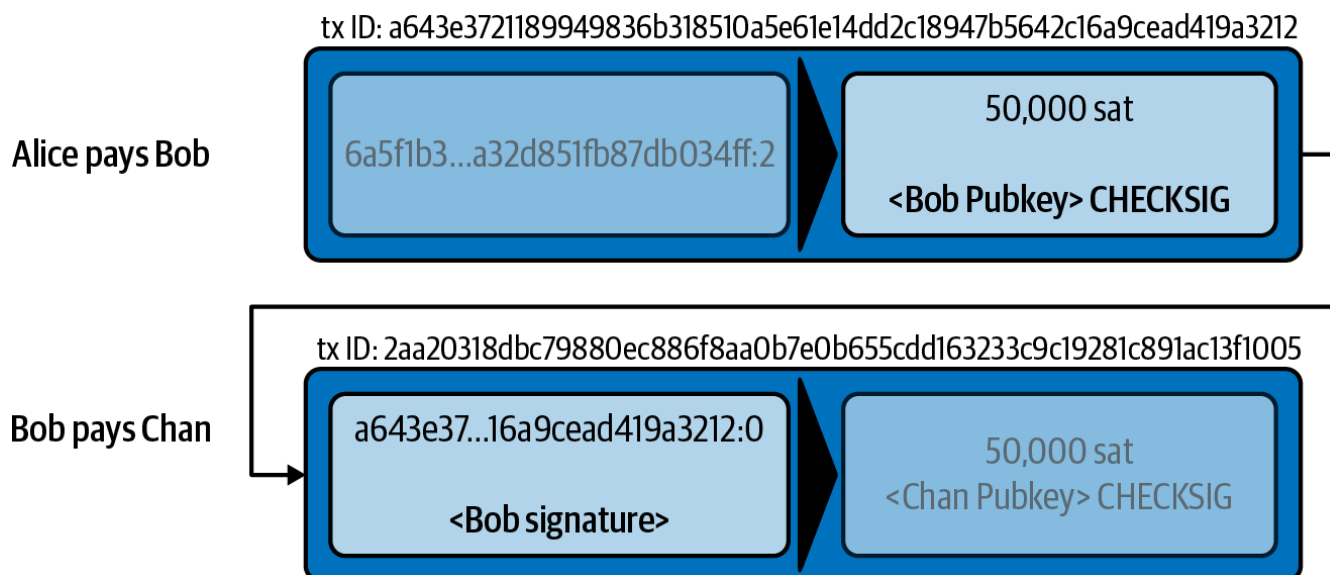 tx ID: a643e3721189949836b318510a5e61e14dd2c18947b5642c16a9cead419a3212
Alice pays Bob
6a5f1b3...a32d851fb87db034ff:2
50,000 sat
<Bob Pubkey> CHECKSIG
tx ID: 2aa20318dbc79880ec886f8aa0b7e0b655cdd163233c9c19281c891ac13f1005
Bob pays Chan
a643e37...16a9cead419a3212:0
<Bob signature>
50,000 sat
<Chan Pubkey> CHECKSIG